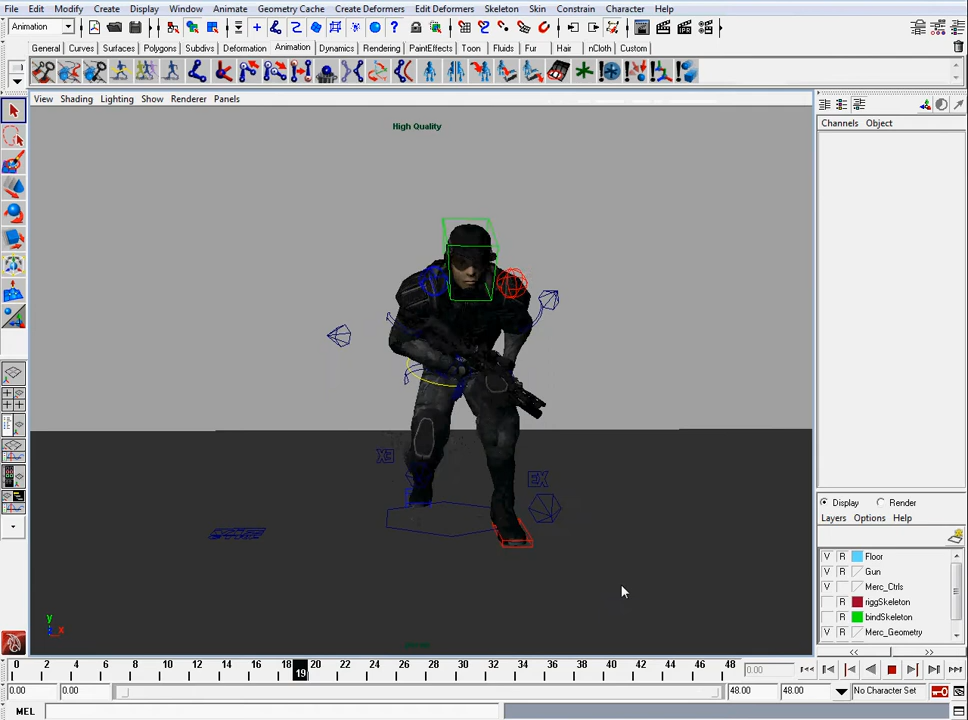 File Edit Modify Create Display Window Animate Geometry Cache Create Deformers Edit Deformers Skeleton Skin Constrain Character Help
Animation
General Curves Surfaces Polygons Subdivs Deformation Animation Dynamics Rendering PaintEffects Toon Fluids Fur Hair nCloth Custom
View Shading Lighting Show Renderer Panels
Channels Object
High Quality
EX
EX
y
x
Display Render
Layers Options Help
V R Floor
V R Gun
V R Merc_Ctrls
R riggSkeleton
R bindSkeleton
V R Merc_Geometry
<< >>
0 2 4 6 8 10 12 14 16 18 20 22 24 26 28 30 32 34 36 38 40 42 44 46 48
19
0.00
0.00 0.00 48.00 48.00 No Character Set
MEL